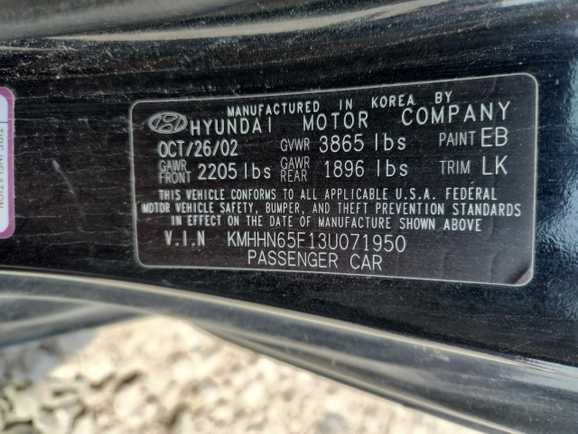 MANUFACTURED IN KOREA BY
HYUNDAI MOTOR COMPANY
OCT/26/02 GVWR 3865 lbs PAINT EB
GAWR FRONT 2205 lbs GAWR REAR 1896 lbs TRIM LK
THIS VEHICLE CONFORMS TO ALL APPLICABLE U.S.A. FEDERAL
MOTOR VEHICLE SAFETY, BUMPER, AND THEFT PREVENTION STANDARDS
IN EFFECT ON THE DATE OF MANUFACTURE SHOWN ABOVE
V.I.N KMHHN65F13U071950
PASSENGER CAR